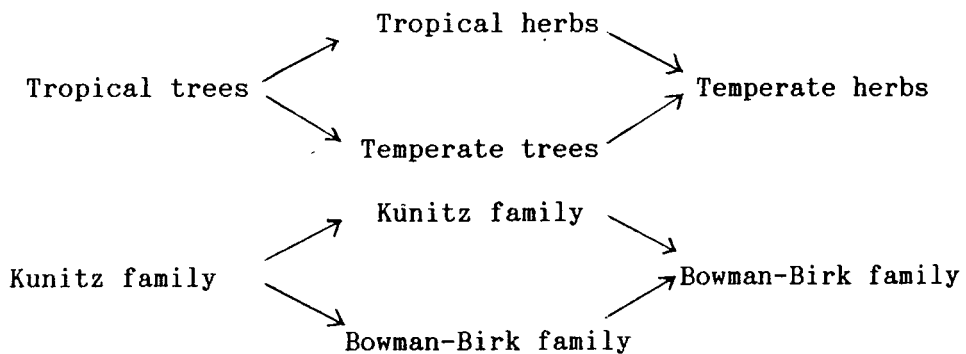 Tropical herbs
Tropical trees
Temperate herbs
Temperate trees
Kunitz family
Kunitz family
Bowman-Birk family
Bowman-Birk family